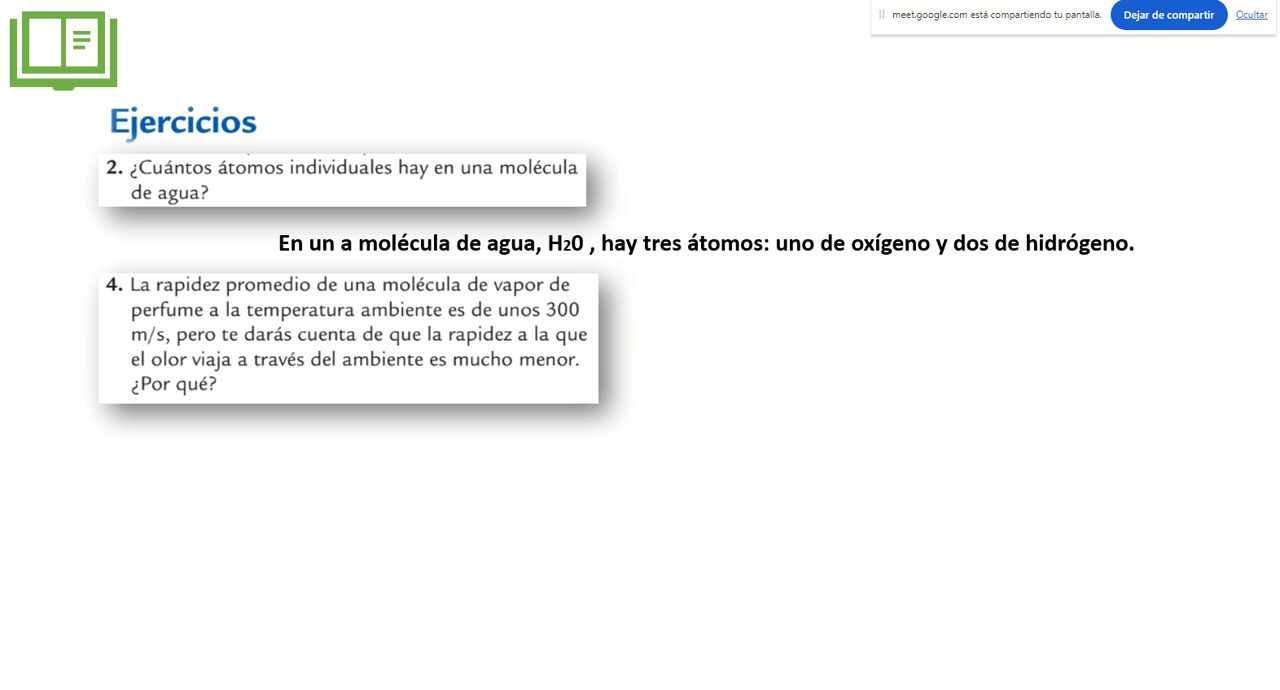 meet.google.com está compartiendo tu pantalla. Dejar de compartir Ocultar
Ejercicios
2. ¿Cuántos átomos individuales hay en una molécula
de agua?
En un a molécula de agua, H₂0 , hay tres átomos: uno de oxígeno y dos de hidrógeno.
4. La rapidez promedio de una molécula de vapor de
perfume a la temperatura ambiente es de unos 300
m/s, pero te darás cuenta de que la rapidez a la que
el olor viaja a través del ambiente es mucho menor.
¿Por qué?